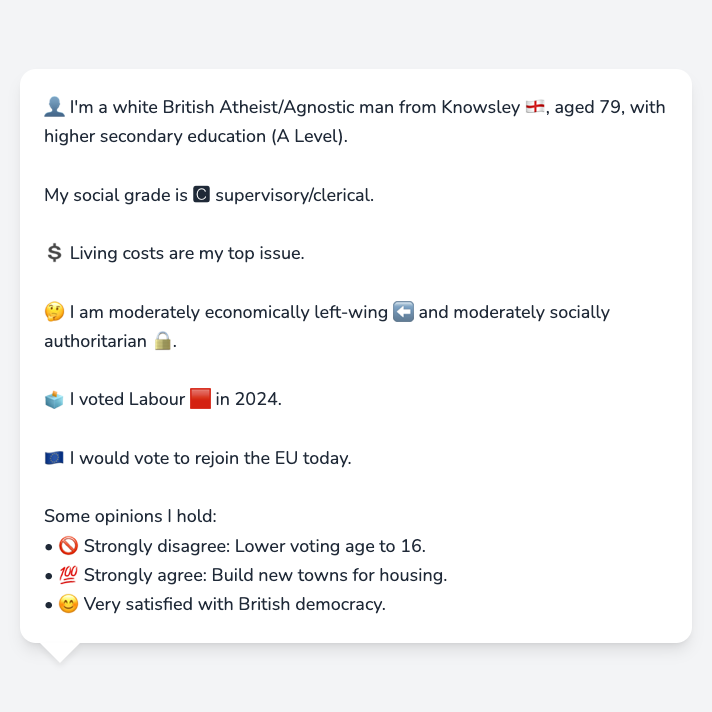 👤 I'm a white British Atheist/Agnostic man from Knowsley 🏴󠁧󠁢󠁥󠁮󠁧󠁿, aged 79, with
higher secondary education (A Level).
My social grade is 🅲 supervisory/clerical.
💲 Living costs are my top issue.
🤔 I am moderately economically left-wing ⬅️ and moderately socially
authoritarian 🔒.
🗳️ I voted Labour 🟥 in 2024.
🇪🇺 I would vote to rejoin the EU today.
Some opinions I hold:
• 🚫 Strongly disagree: Lower voting age to 16.
• 💯 Strongly agree: Build new towns for housing.
• 😊 Very satisfied with British democracy.